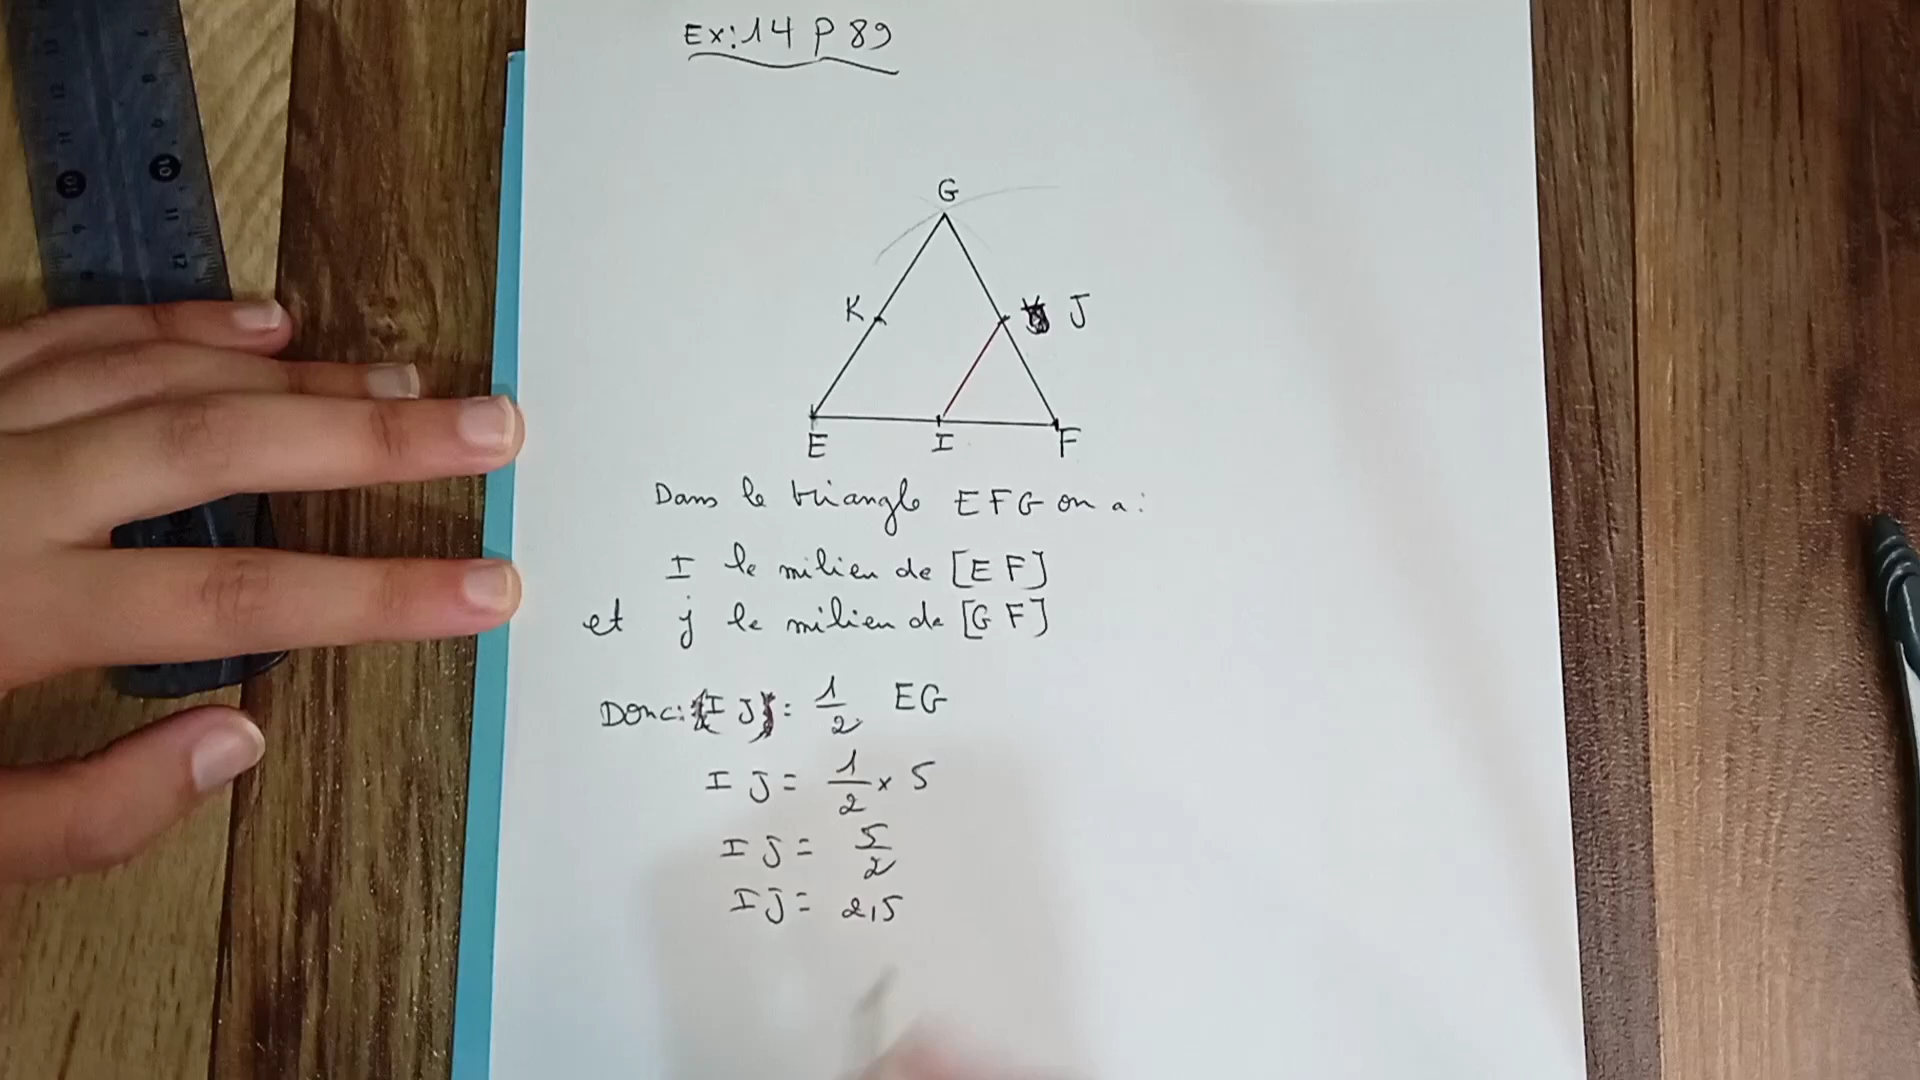 Ex: 14 p 89
G
K
J
E I F
Dans le triangle EFG on a:
I le milieu de [EF]
et j le milieu de [GF]
Donc: IJ = 1/2 EG
IJ = 1/2 × 5
IJ = 5/2
IJ = 2,5